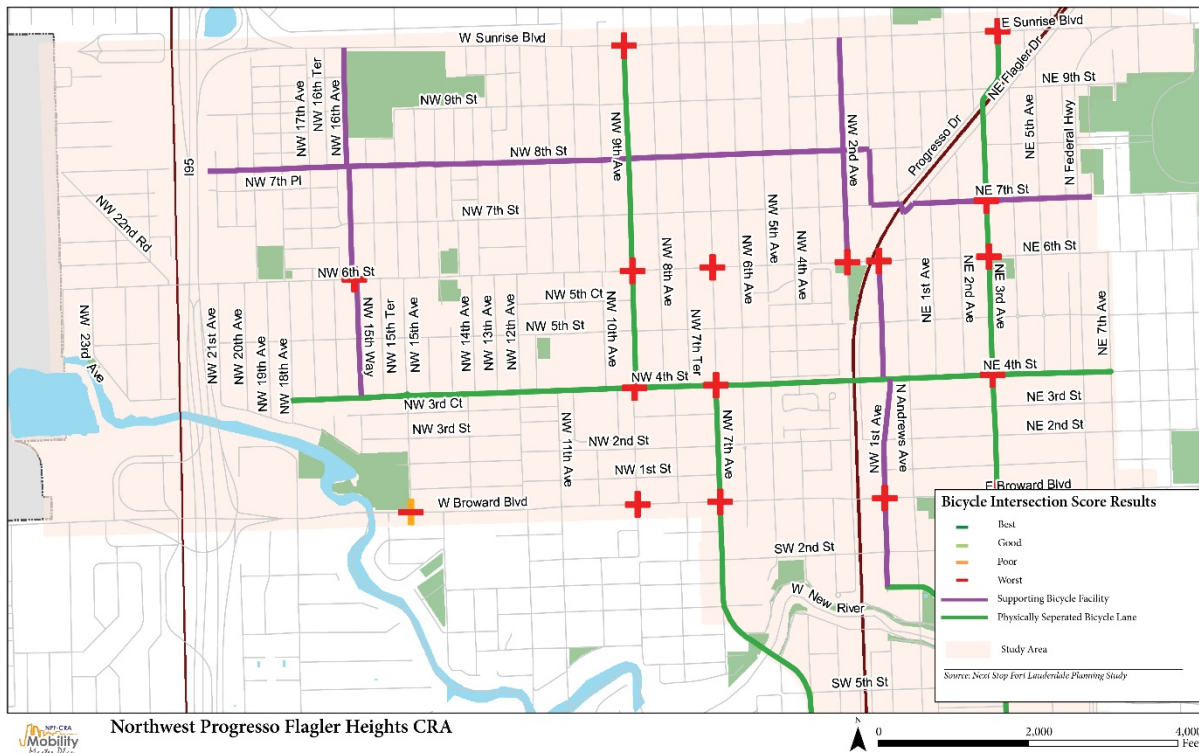 E Sunrise Blvd
W Sunrise Blvd
NE Flagler Dr
NE 9th St
NW 17th Ave
NW 16th Ter
NW 16th Ave
NW 9th St
NW 9th Ave
NW 2nd Ave
Progresso Dr
NE 5th Ave
N Federal Hwy
I95
NW 8th St
NW 7th Pl
NE 7th St
NW 22nd Rd
NW 7th St
NW 5th Ave
NW 4th Ave
NW 6th St
NW 8th Ave
NW 6th Ave
NE 6th St
NE 1st Ave
NE 2nd Ave
NE 3rd Ave
NE 7th Ave
NW 23rd Ave
NW 21st Ave
NW 20th Ave
NW 19th Ave
NW 18th Ave
NW 15th Way
NW 15th Ter
NW 15th Ave
NW 14th Ave
NW 13th Ave
NW 12th Ave
NW 5th Ct
NW 5th St
NW 10th Ave
NW 7th Ter
NW 4th St
NE 4th St
NW 3rd Ct
NE 3rd St
NW 3rd St
NW 11th Ave
NW 2nd St
NE 2nd St
NW 1st St
NW 7th Ave
NW 1st Ave
N Andrews Ave
W Broward Blvd
E Broward Blvd
SW 2nd St
W New River
SW 5th St
Bicycle Intersection Score Results
Best
Good
Poor
Worst
Supporting Bicycle Facility
Physically Seperated Bicycle Lane
Study Area
Source: Next Stop Fort Lauderdale Planning Study
NPF-CRA
Mobility
Master Plan
Northwest Progresso Flagler Heights CRA
N
0 2,000 4,000
Feet